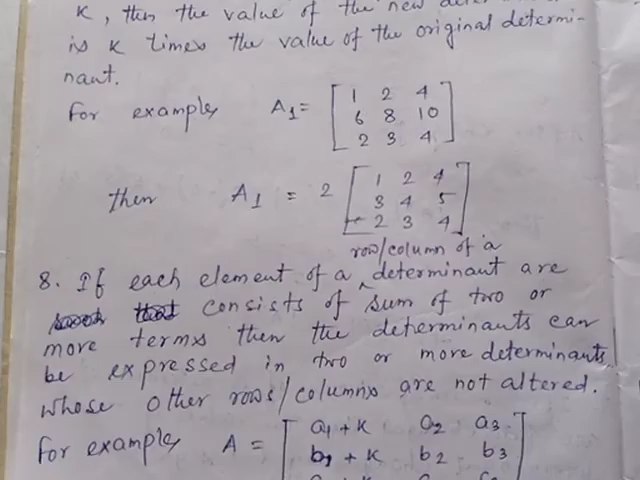 K, then the value of the new
is K times the value of the original determi-
nant.
For example, A1 = [ 1 2 4
6 8 10
2 3 4 ]
then A1 = 2 [ 1 2 4
3 4 5
2 3 4 ]
row/column of a
8. If each element of a ^ determinant are
consists of sum of two or
more terms then the determinants can
be expressed in two or more determinants,
whose other rows/columns are not altered.
For example, A = [ a1 + K a2 a3
b1 + K b2 b3